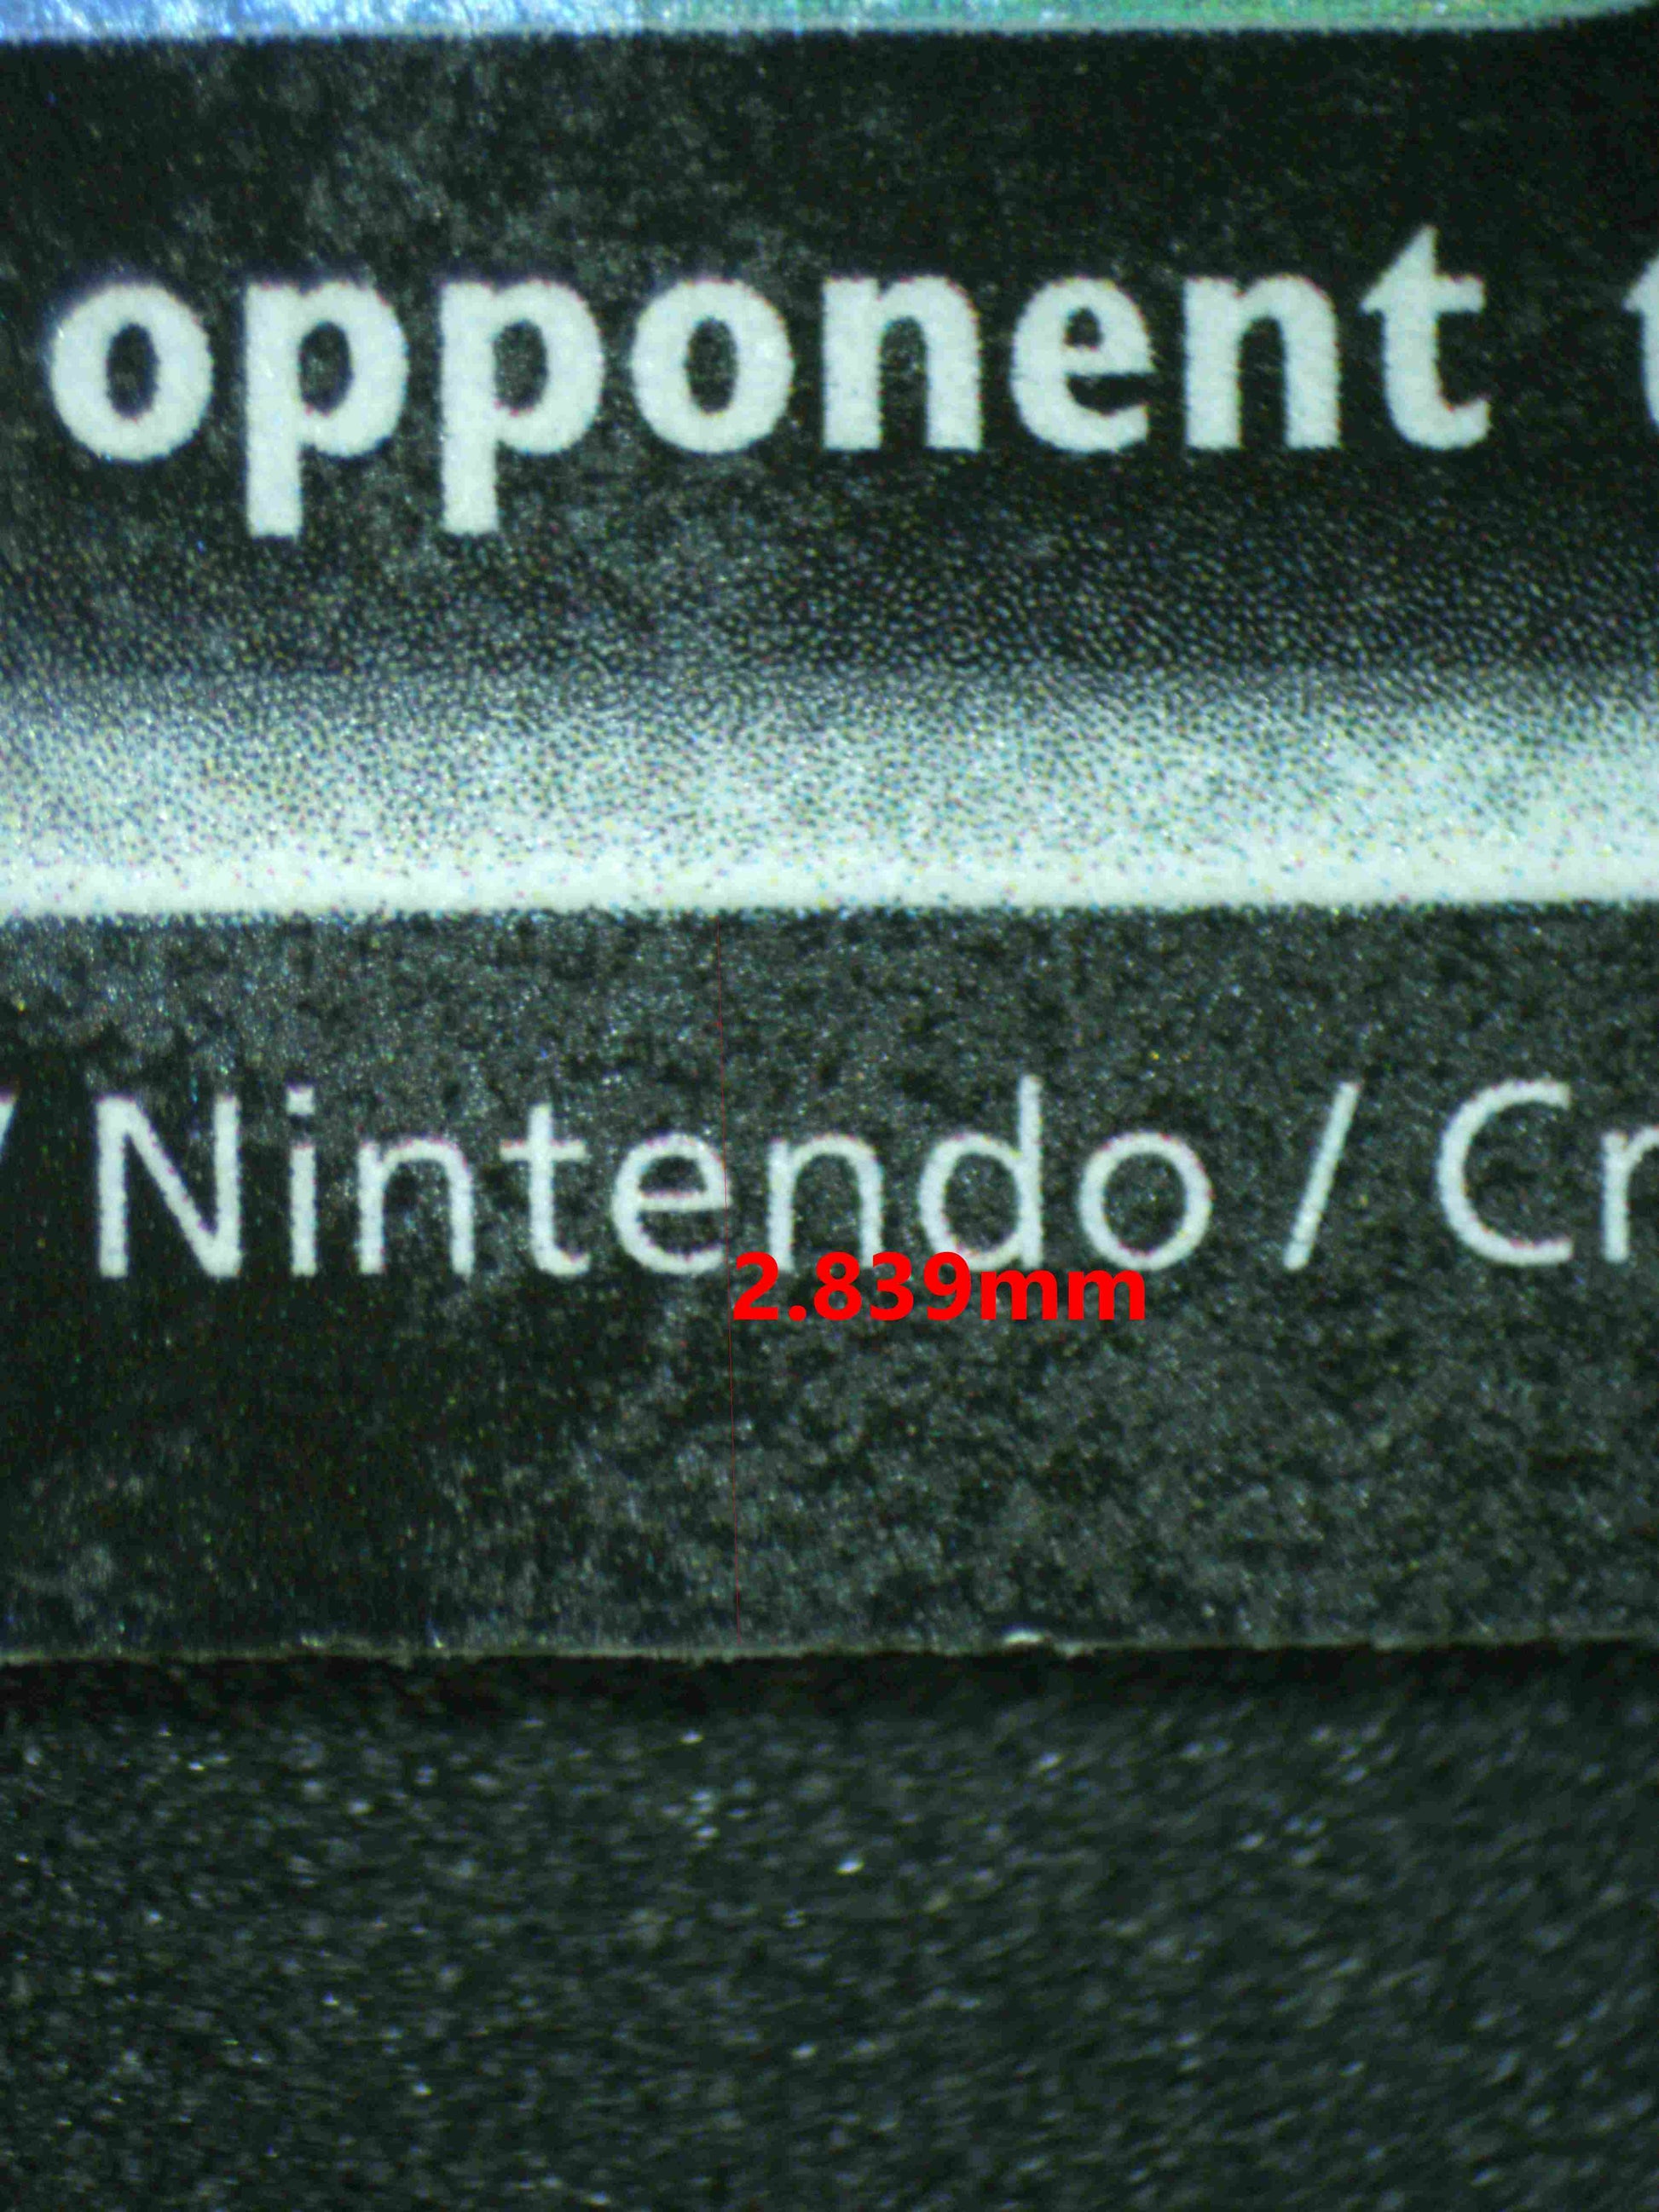 opponent t
/ Nintendo / Cr
2.839mm